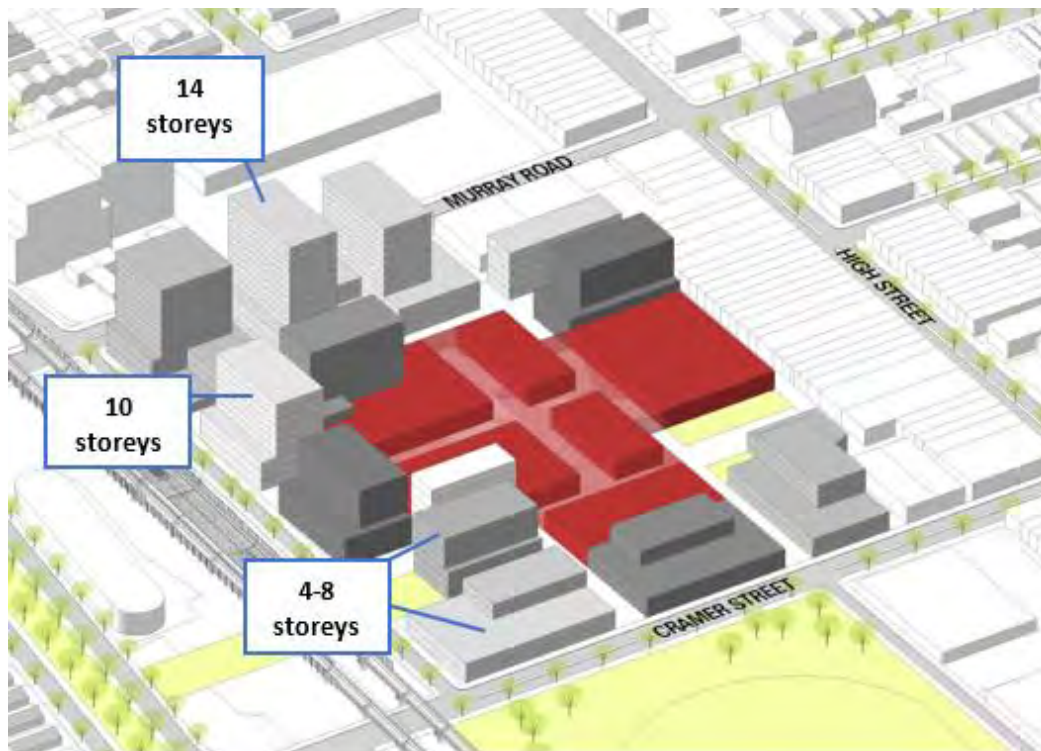 14
storeys
MURRAY ROAD
HIGH STREET
10
storeys
4-8
storeys
CRAMER STREET